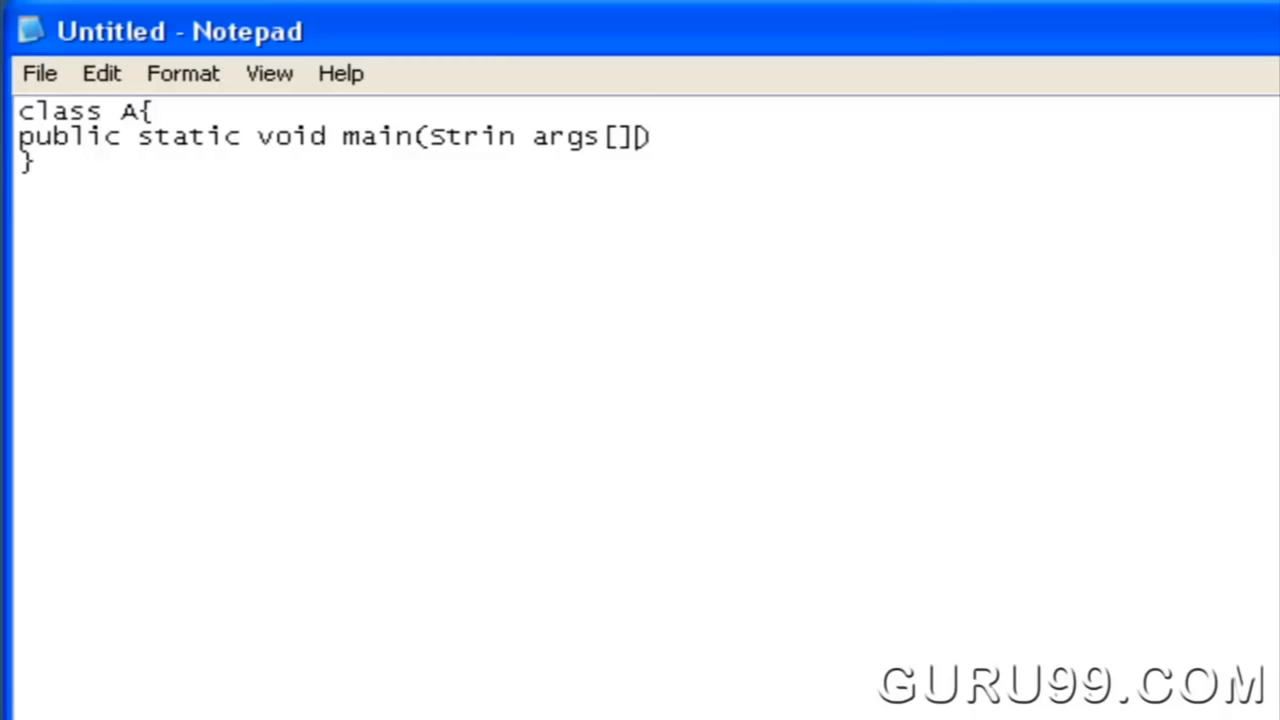 Untitled - Notepad
File Edit Format View Help
class A{
public static void main(Strin args[])
}
GURU99.COM